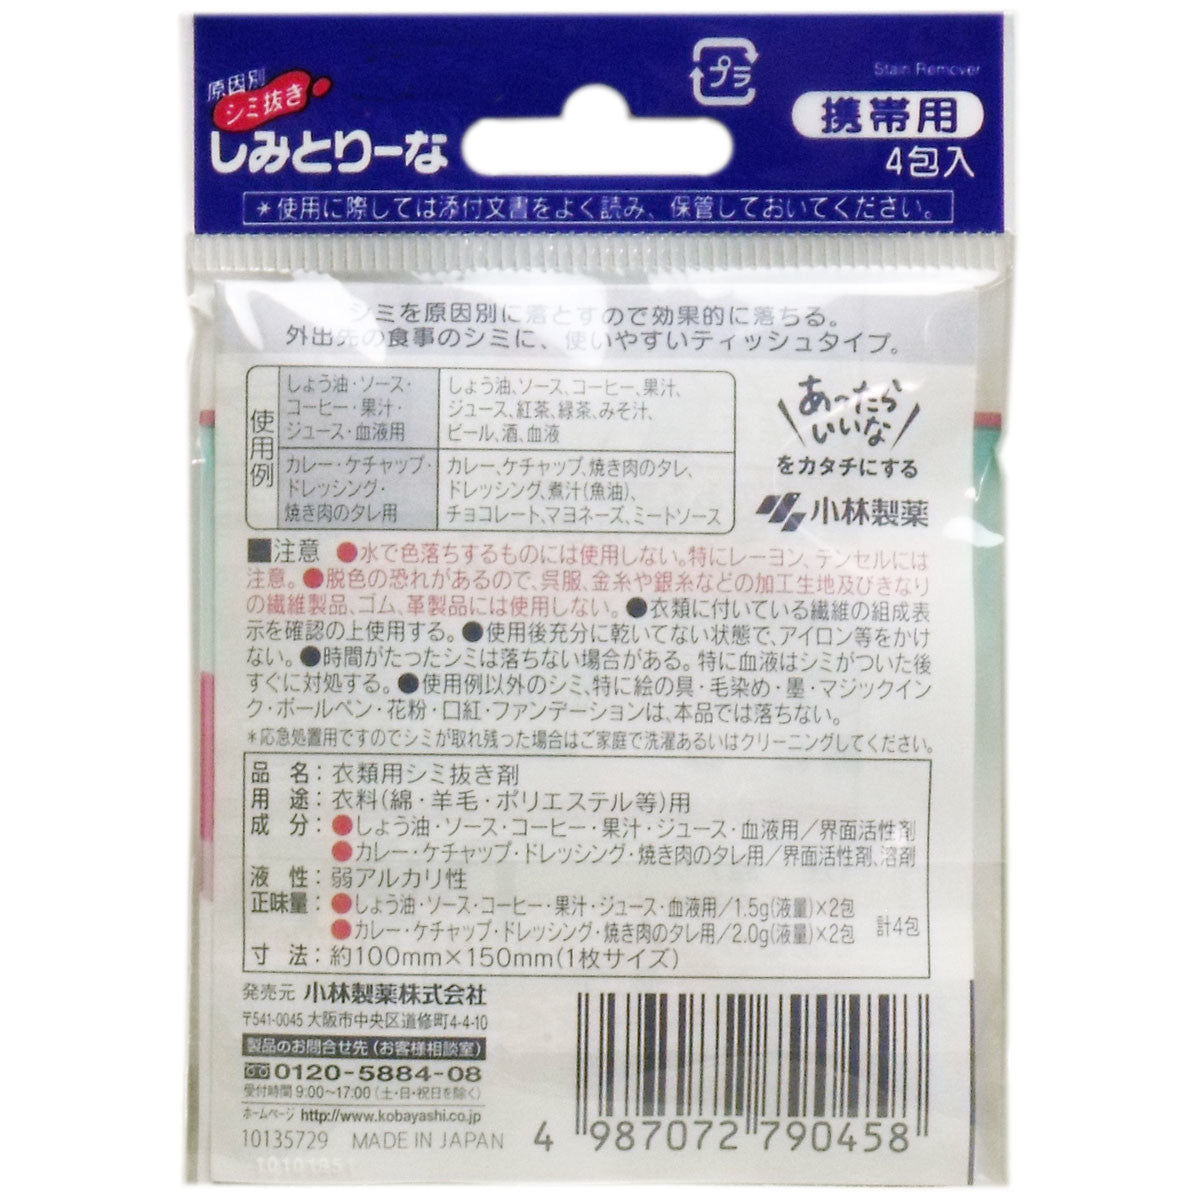 原因別
シミ抜き
しみとりーな
プラ
Stain Remover
携帯用
4包入
*使用に際しては添付文書をよく読み、保管しておいてください。
シミを原因別に落とすので効果的に落ちる。
外出先の食事のシミに、使いやすいティッシュタイプ。
使用例
しょう油・ソース・
コーヒー・果汁・
ジュース・血液用
しょう油、ソース、コーヒー、果汁、
ジュース、紅茶、緑茶、みそ汁、
ビール、酒、血液
カレー・ケチャップ・
ドレッシング・
焼き肉のタレ用
カレー、ケチャップ、焼き肉のタレ、
ドレッシング、煮汁(魚油)、
チョコレート、マヨネーズ、ミートソース
あったら
いいな
をカタチにする
小林製薬
■注意 ●水で色落ちするものには使用しない。特にレーヨン、テンセルには
注意。●脱色の恐れがあるので、呉服、金糸や銀糸などの加工生地及びきなり
の繊維製品、ゴム、革製品には使用しない。●衣類に付いている繊維の組成表
示を確認の上使用する。●使用後充分に乾いてない状態で、アイロン等をかけ
ない。●時間がたったシミは落ちない場合がある。特に血液はシミがついた後
すぐに対処する。●使用例以外のシミ、特に絵の具・毛染め・墨・マジックイン
ク・ボールペン・花粉・口紅・ファンデーションは、本品では落ちない。
*応急処置用ですのでシミが取れ残った場合はご家庭で洗濯あるいはクリーニングしてください。
品 名：衣類用シミ抜き剤
用 途：衣料(綿・羊毛・ポリエステル等)用
成 分：●しょう油・ソース・コーヒー・果汁・ジュース・血液用／界面活性剤
●カレー・ケチャップ・ドレッシング・焼き肉のタレ用／界面活性剤、溶剤
液 性：弱アルカリ性
正味量：●しょう油・ソース・コーヒー・果汁・ジュース・血液用/1.5g(液量)×2包
●カレー・ケチャップ・ドレッシング・焼き肉のタレ用/2.0g(液量)×2包
計4包
寸 法：約100mm×150mm(1枚サイズ)
発売元 小林製薬株式会社
〒541-0045 大阪市中央区道修町4-4-10
製品のお問合せ先（お客様相談室）
0120-5884-08
受付時間 9:00〜17:00（土・日・祝日を除く）
ホームページ http://www.kobayashi.co.jp
10135729 MADE IN JAPAN
4 987072 790458